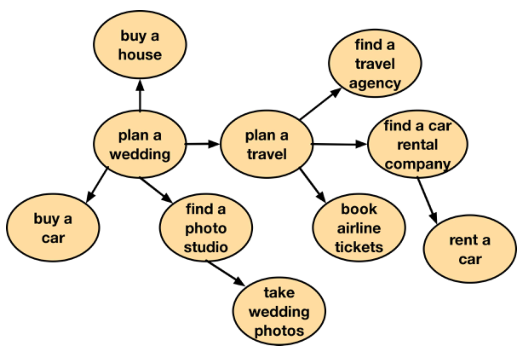 buy a
house
find a
travel
agency
plan a
wedding
plan a
travel
find a car
rental
company
buy a
car
find a
photo
studio
book
airline
tickets
rent a
car
take
wedding
photos